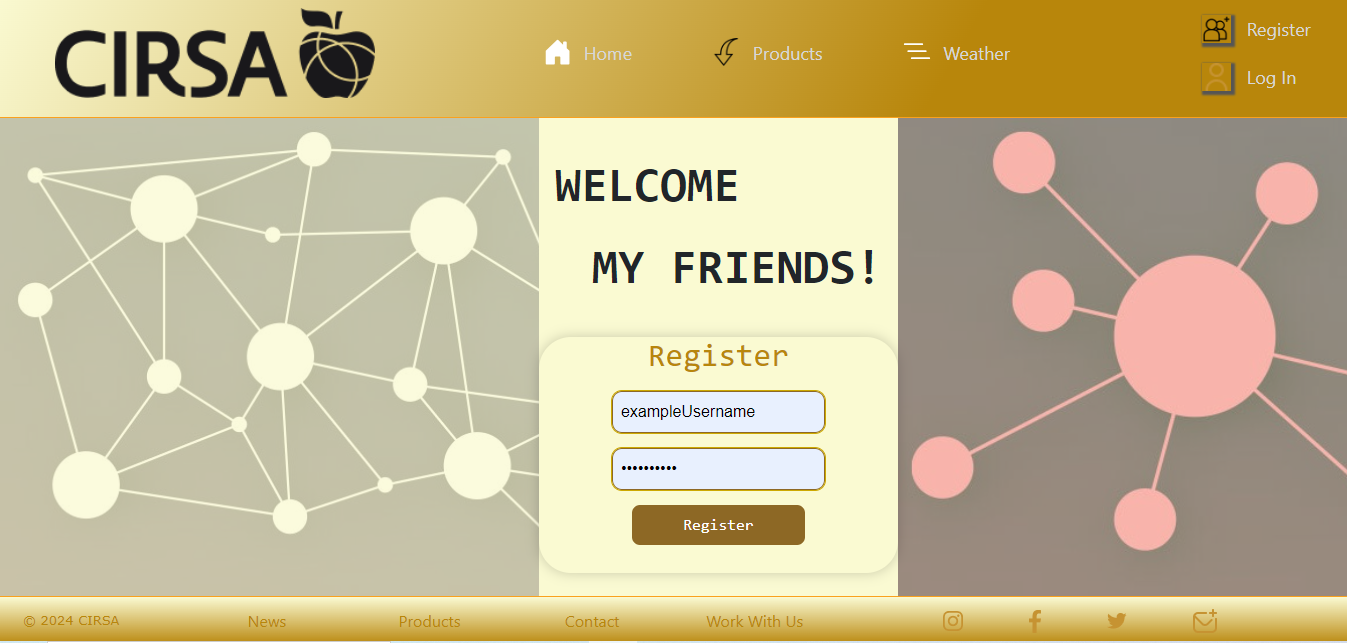 CIRSA
Home
Products
Weather
Register
Log In
WELCOME
MY FRIENDS!
Register
exampleUsername
••••••••••
Register
© 2024 CIRSA
News
Products
Contact
Work With Us